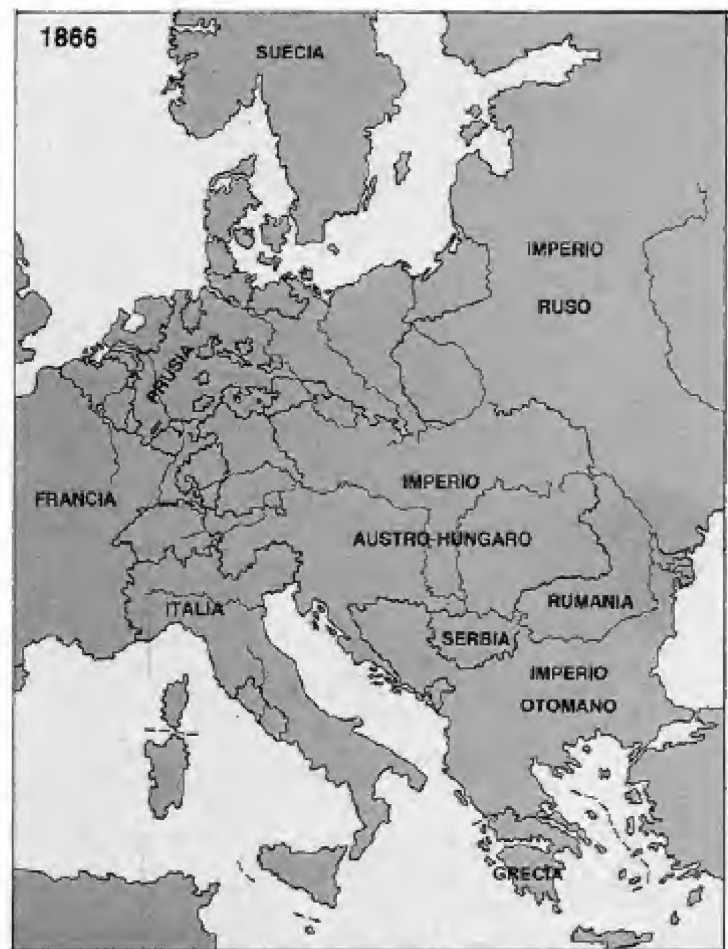 1866
SUECIA
IMPERIO
RUSO
PRUSIA
FRANCIA
IMPERIO
AUSTRO-HUNGARO
ITALIA
RUMANIA
SERBIA
IMPERIO
OTOMANO
GRECIA